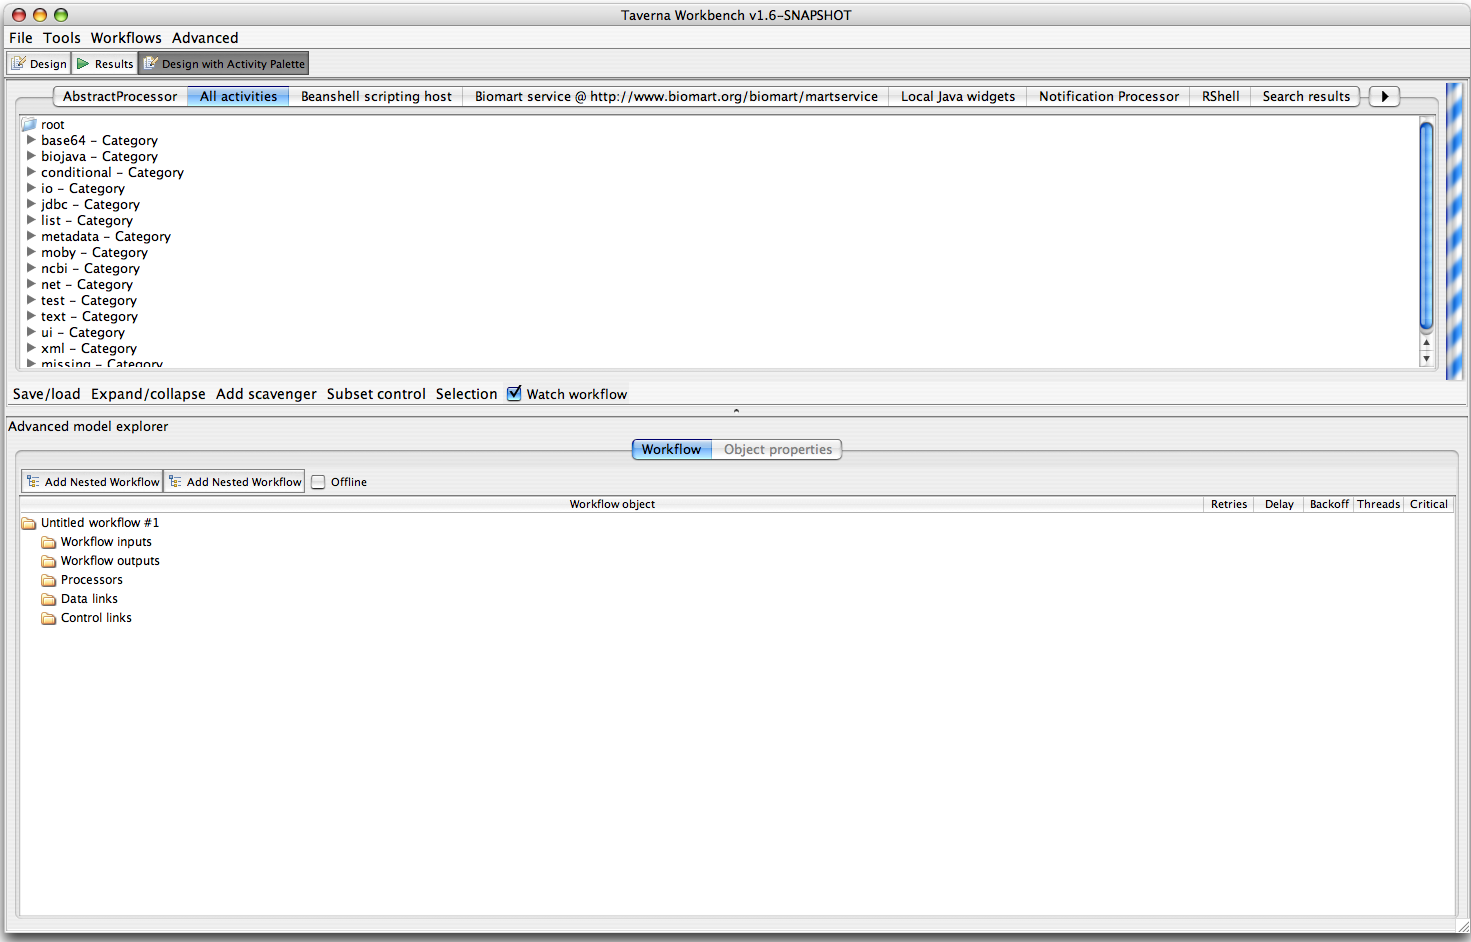 Taverna Workbench v1.6-SNAPSHOT
File Tools Workflows Advanced
Design Results Design with Activity Palette
AbstractProcessor All activities Beanshell scripting host Biomart service @ http://www.biomart.org/biomart/martservice Local Java widgets Notification Processor RShell Search results
root
base64 - Category
biojava - Category
conditional - Category
io - Category
jdbc - Category
list - Category
metadata - Category
moby - Category
ncbi - Category
net - Category
test - Category
text - Category
ui - Category
xml - Category
missing - Category
Save/load Expand/collapse Add scavenger Subset control Selection Watch workflow
Advanced model explorer
Workflow Object properties
Add Nested Workflow Add Nested Workflow Offline
Workflow object Retries Delay Backoff Threads Critical
Untitled workflow #1
Workflow inputs
Workflow outputs
Processors
Data links
Control links